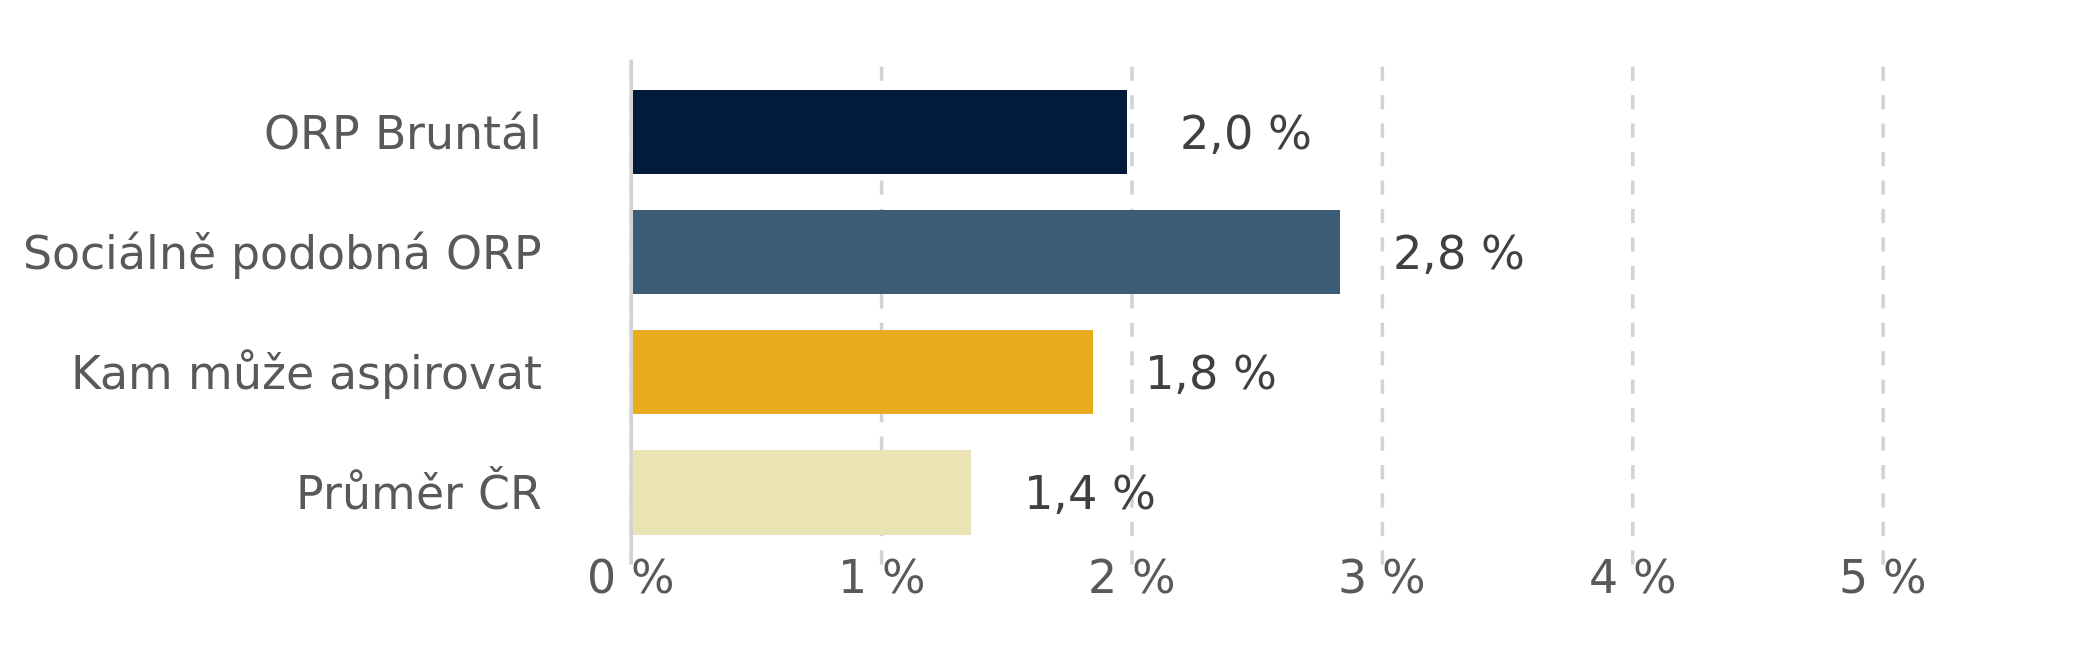 ORP Bruntál 2,0 %
Sociálně podobná ORP 2,8 %
Kam může aspirovat 1,8 %
Průměr ČR 1,4 %
0 % 1 % 2 % 3 % 4 % 5 %